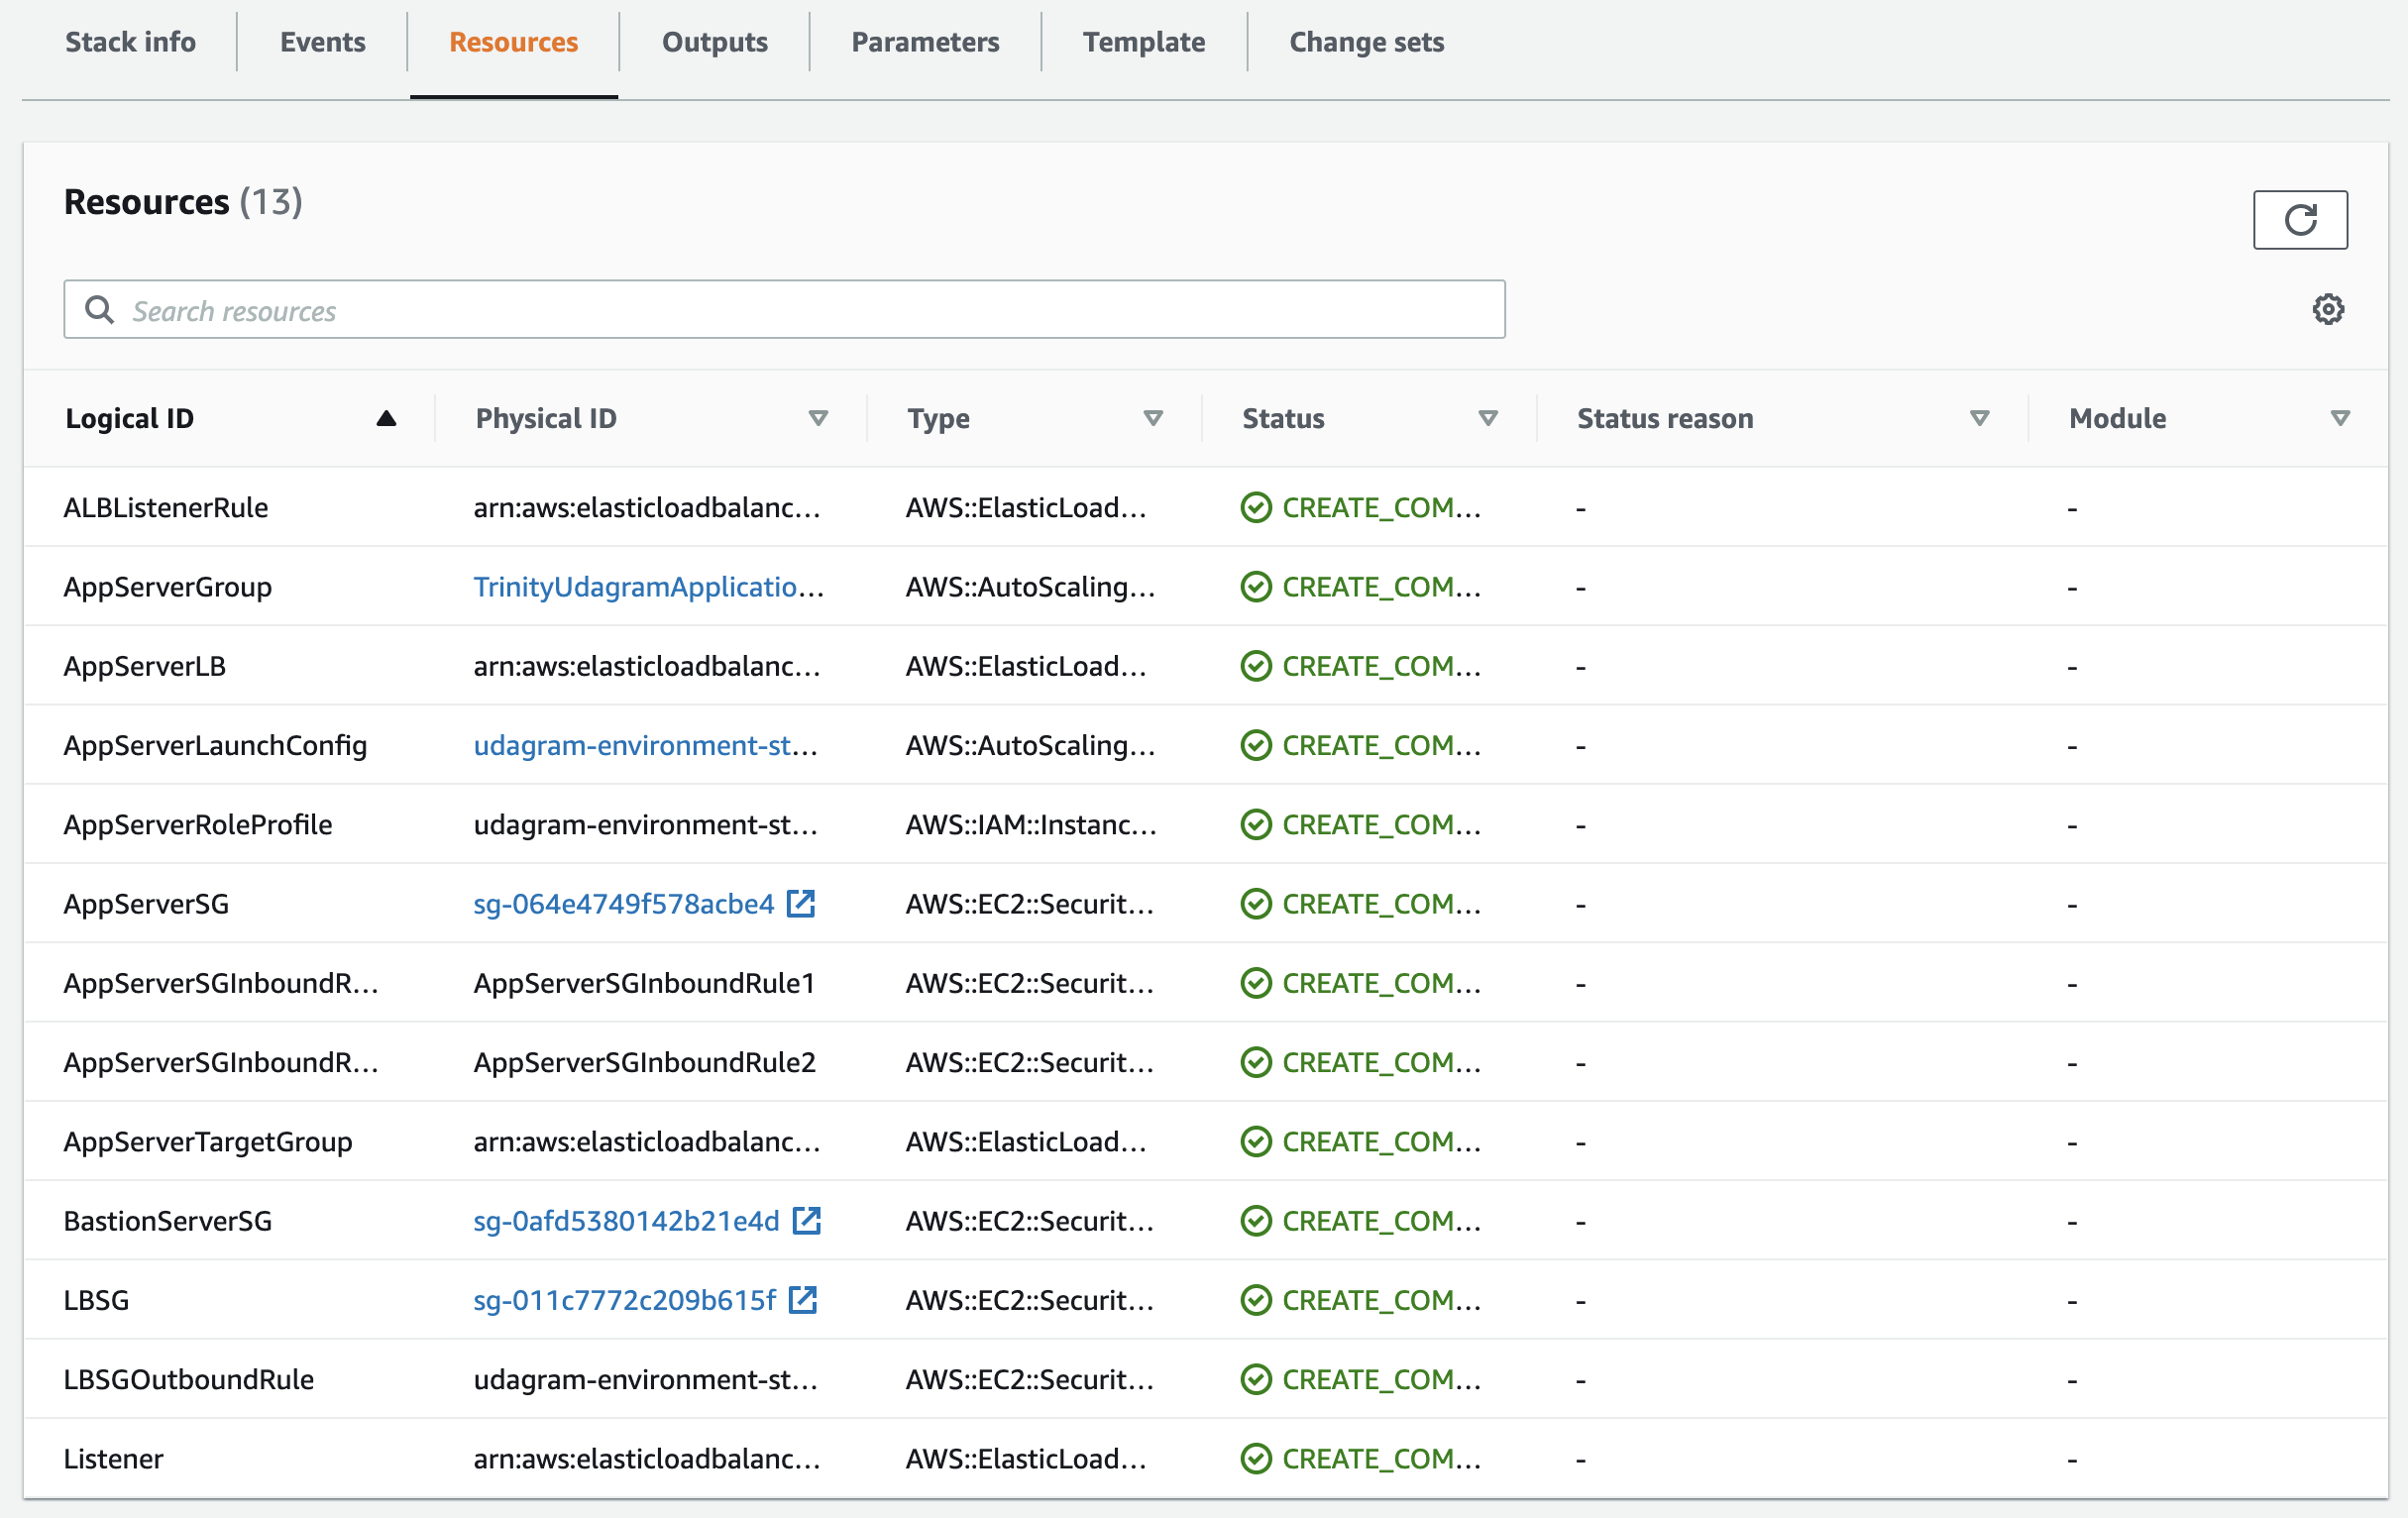 Stack info Events Resources Outputs Parameters Template Change sets
Resources (13)
Search resources
Logical ID Physical ID Type Status Status reason Module
ALBListenerRule arn:aws:elasticloadbalanc... AWS::ElasticLoad... CREATE_COM... - -
AppServerGroup TrinityUdagramApplicatio... AWS::AutoScaling... CREATE_COM... - -
AppServerLB arn:aws:elasticloadbalanc... AWS::ElasticLoad... CREATE_COM... - -
AppServerLaunchConfig udagram-environment-st... AWS::AutoScaling... CREATE_COM... - -
AppServerRoleProfile udagram-environment-st... AWS::IAM::Instanc... CREATE_COM... - -
AppServerSG sg-064e4749f578acbe4 AWS::EC2::Securit... CREATE_COM... - -
AppServerSGInboundR... AppServerSGInboundRule1 AWS::EC2::Securit... CREATE_COM... - -
AppServerSGInboundR... AppServerSGInboundRule2 AWS::EC2::Securit... CREATE_COM... - -
AppServerTargetGroup arn:aws:elasticloadbalanc... AWS::ElasticLoad... CREATE_COM... - -
BastionServerSG sg-0afd5380142b21e4d AWS::EC2::Securit... CREATE_COM... - -
LBSG sg-011c7772c209b615f AWS::EC2::Securit... CREATE_COM... - -
LBSGOutboundRule udagram-environment-st... AWS::EC2::Securit... CREATE_COM... - -
Listener arn:aws:elasticloadbalanc... AWS::ElasticLoad... CREATE_COM... - -